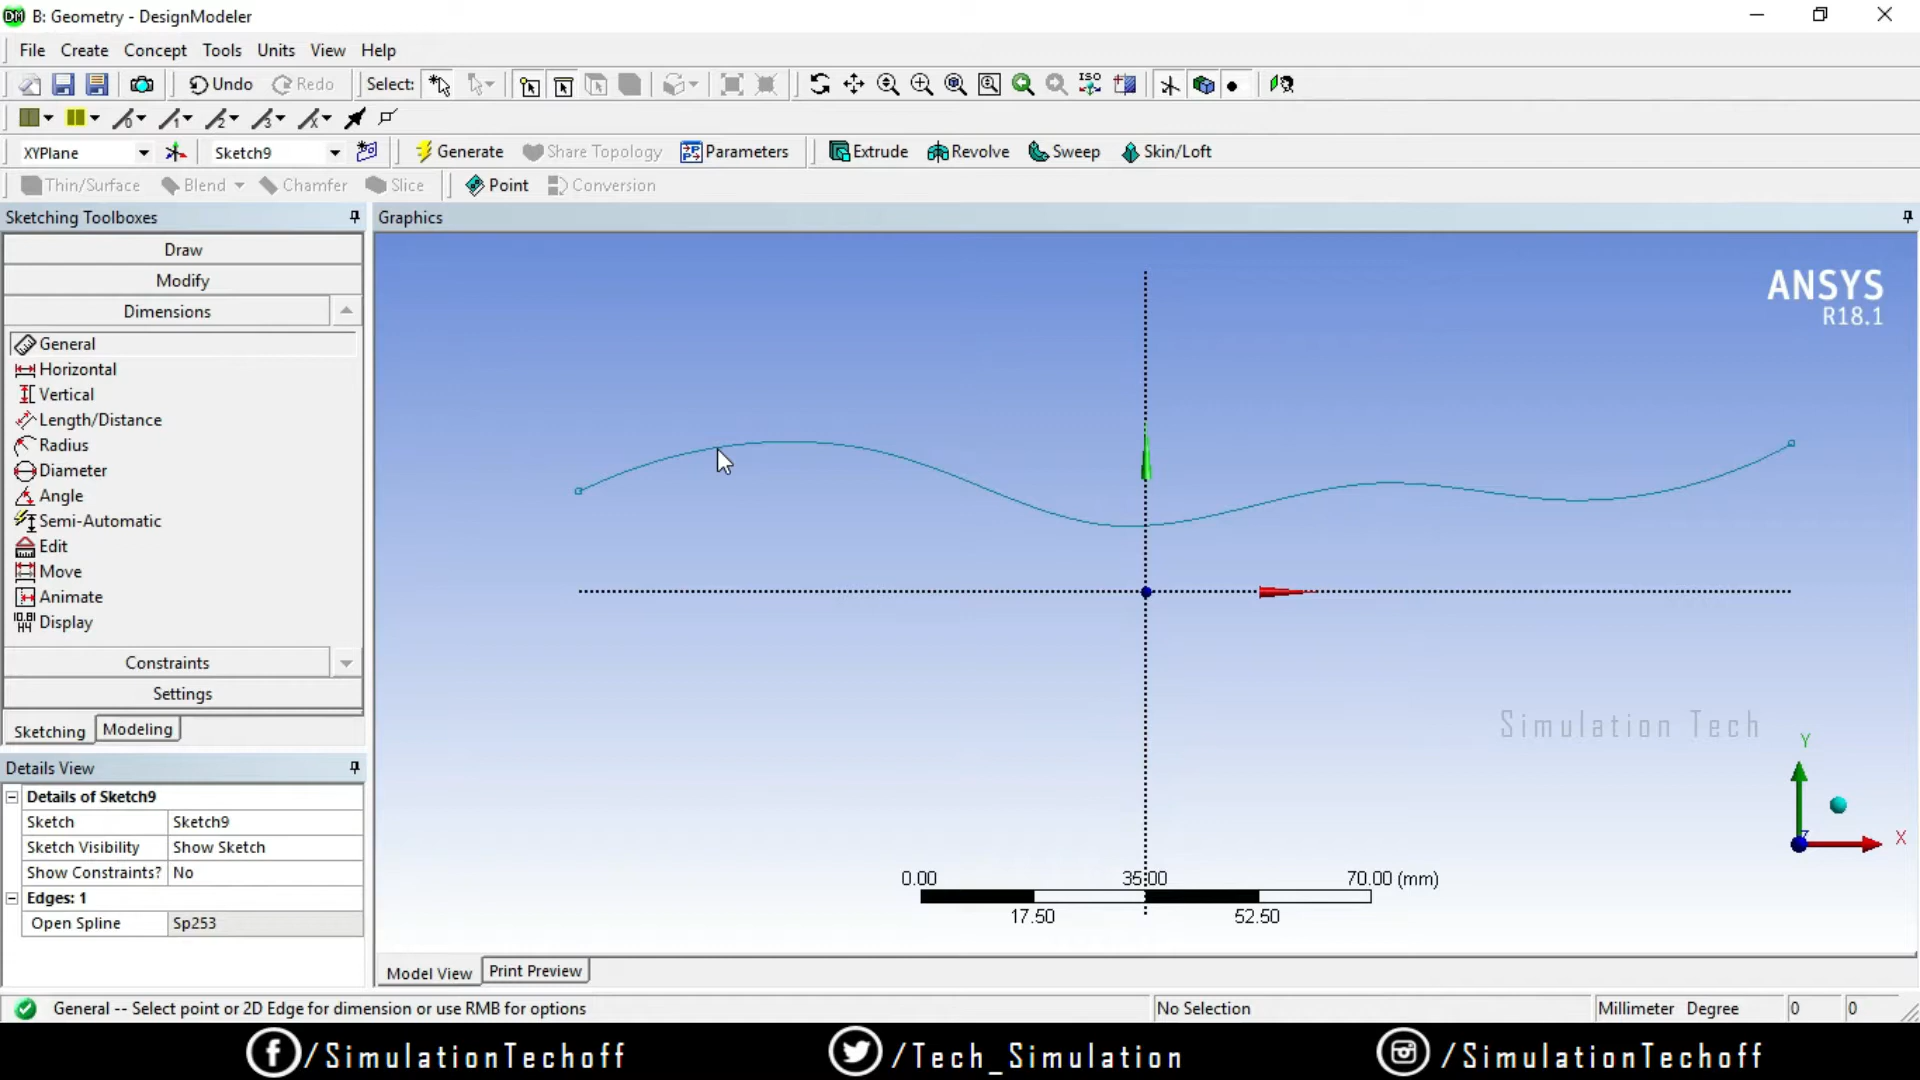 B: Geometry - DesignModeler
File Create Concept Tools Units View Help
Undo Redo Select: ISO
XYPlane Sketch9 Generate Share Topology Parameters Extrude Revolve Sweep Skin/Loft
Thin/Surface Blend Chamfer Slice Point Conversion
Sketching Toolboxes
Graphics
Draw
Modify
Dimensions
General
Horizontal
Vertical
Length/Distance
Radius
Diameter
Angle
Semi-Automatic
Edit
Move
Animate
Display
Constraints
Settings
Sketching Modeling
Details View
Details of Sketch9
Sketch Sketch9
Sketch Visibility Show Sketch
Show Constraints? No
Edges: 1
Open Spline Sp253
ANSYS
R18.1
Simulation Tech
Y
X
0.00 35.00 70.00 (mm)
17.50 52.50
Model View Print Preview
General -- Select point or 2D Edge for dimension or use RMB for options No Selection Millimeter Degree 0 0
/SimulationTechoff /Tech_Simulation /SimulationTechoff